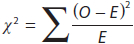 χ² = ∑ (O – E)² / E